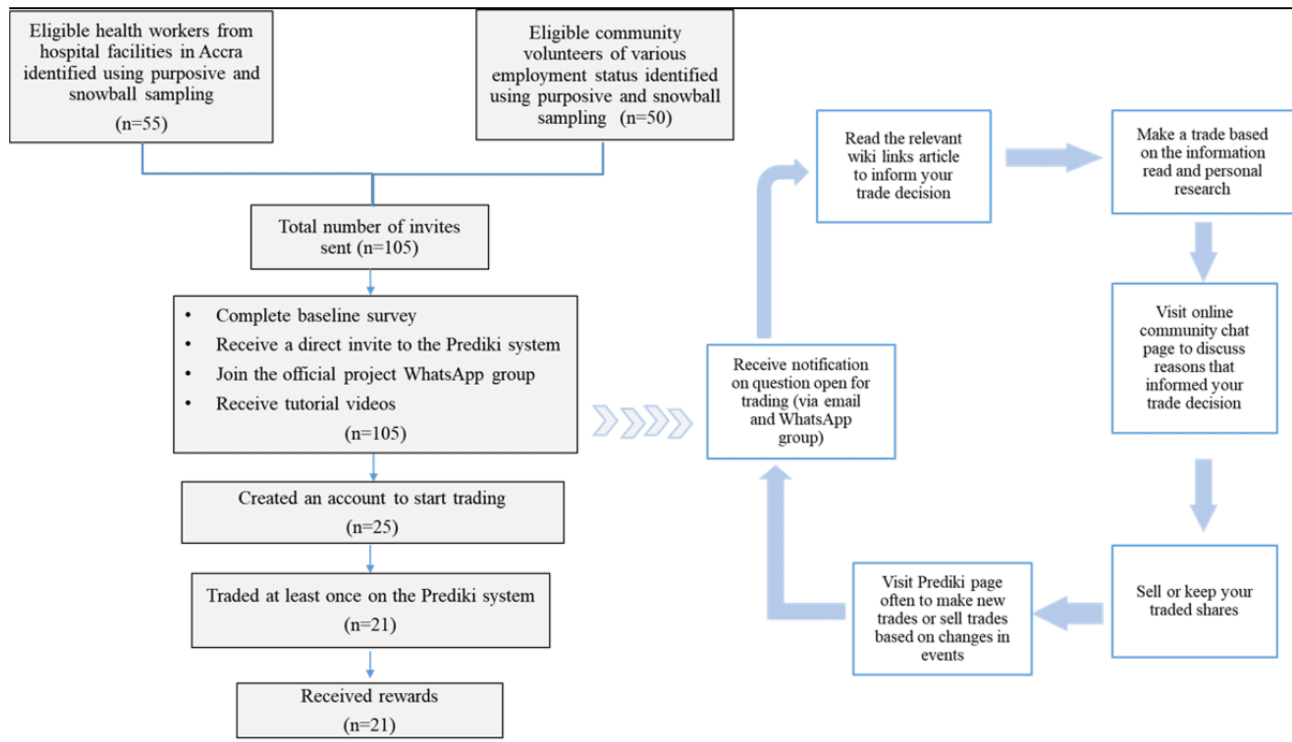 Eligible health workers from
hospital facilities in Accra
identified using purposive and
snowball sampling
(n=55)
Eligible community
volunteers of various
employment status identified
using purposive and snowball
sampling (n=50)
Total number of invites
sent (n=105)
• Complete baseline survey
• Receive a direct invite to the Prediki system
• Join the official project WhatsApp group
• Receive tutorial videos
(n=105)
Created an account to start trading
(n=25)
Traded at least once on the Prediki system
(n=21)
Received rewards
(n=21)
Receive notification
on question open for
trading (via email
and WhatsApp
group)
Read the relevant
wiki links article
to inform your
trade decision
Make a trade based
on the information
read and personal
research
Visit online
community chat
page to discuss
reasons that
informed your
trade decision
Sell or keep your
traded shares
Visit Prediki page
often to make new
trades or sell trades
based on changes in
events